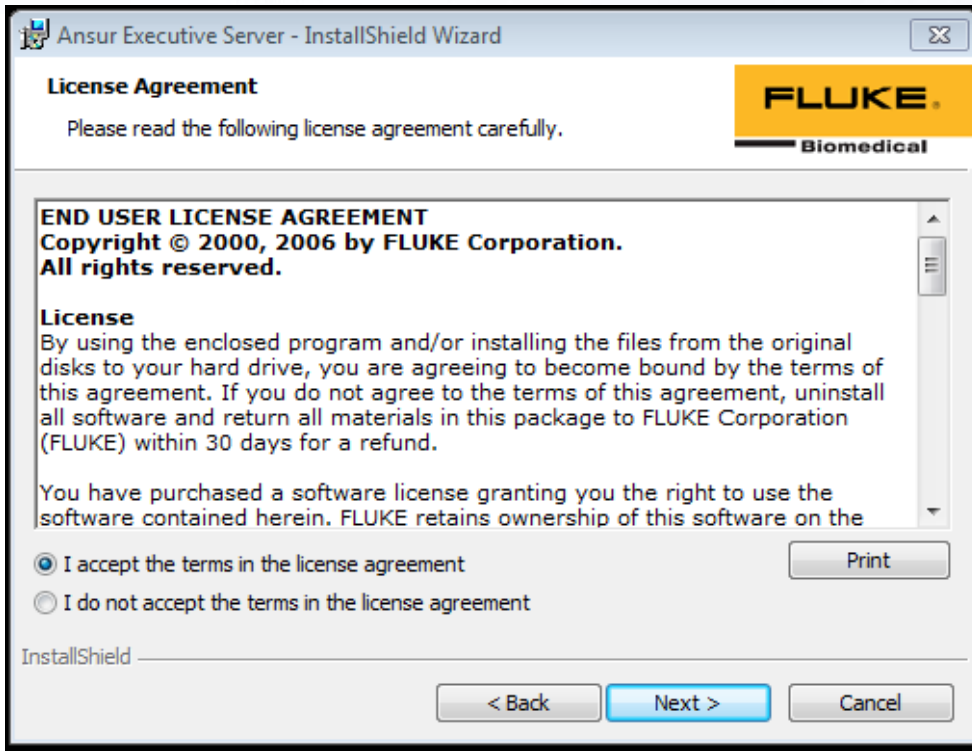 Ansur Executive Server - InstallShield Wizard
License Agreement
Please read the following license agreement carefully.
FLUKE®
Biomedical
END USER LICENSE AGREEMENT
Copyright © 2000, 2006 by FLUKE Corporation.
All rights reserved.
License
By using the enclosed program and/or installing the files from the original
disks to your hard drive, you are agreeing to become bound by the terms of
this agreement. If you do not agree to the terms of this agreement, uninstall
all software and return all materials in this package to FLUKE Corporation
(FLUKE) within 30 days for a refund.
You have purchased a software license granting you the right to use the
software contained herein. FLUKE retains ownership of this software on the
I accept the terms in the license agreement
Print
I do not accept the terms in the license agreement
InstallShield
< Back
Next >
Cancel